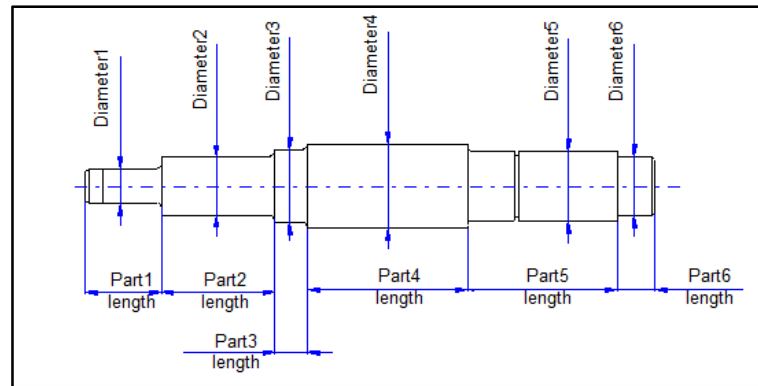 Diameter1
Diameter2
Diameter3
Diameter4
Diameter5
Diameter6
Part1
length
Part2
length
Part3
length
Part4
length
Part5
length
Part6
length